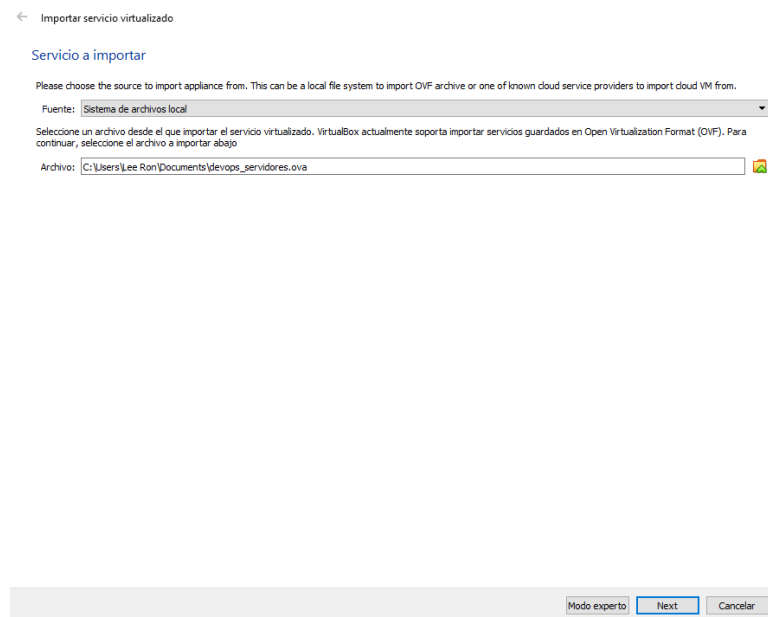 Importar servicio virtualizado
Servicio a importar
Please choose the source to import appliance from. This can be a local file system to import OVF archive or one of known cloud service providers to import cloud VM from.
Fuente: Sistema de archivos local
Seleccione un archivo desde el que importar el servicio virtualizado. VirtualBox actualmente soporta importar servicios guardados en Open Virtualization Format (OVF). Para
continuar, seleccione el archivo a importar abajo
Archivo: C:\Users\Lee Ron\Documents\devops_servidores.ova
Modo experto Next Cancelar